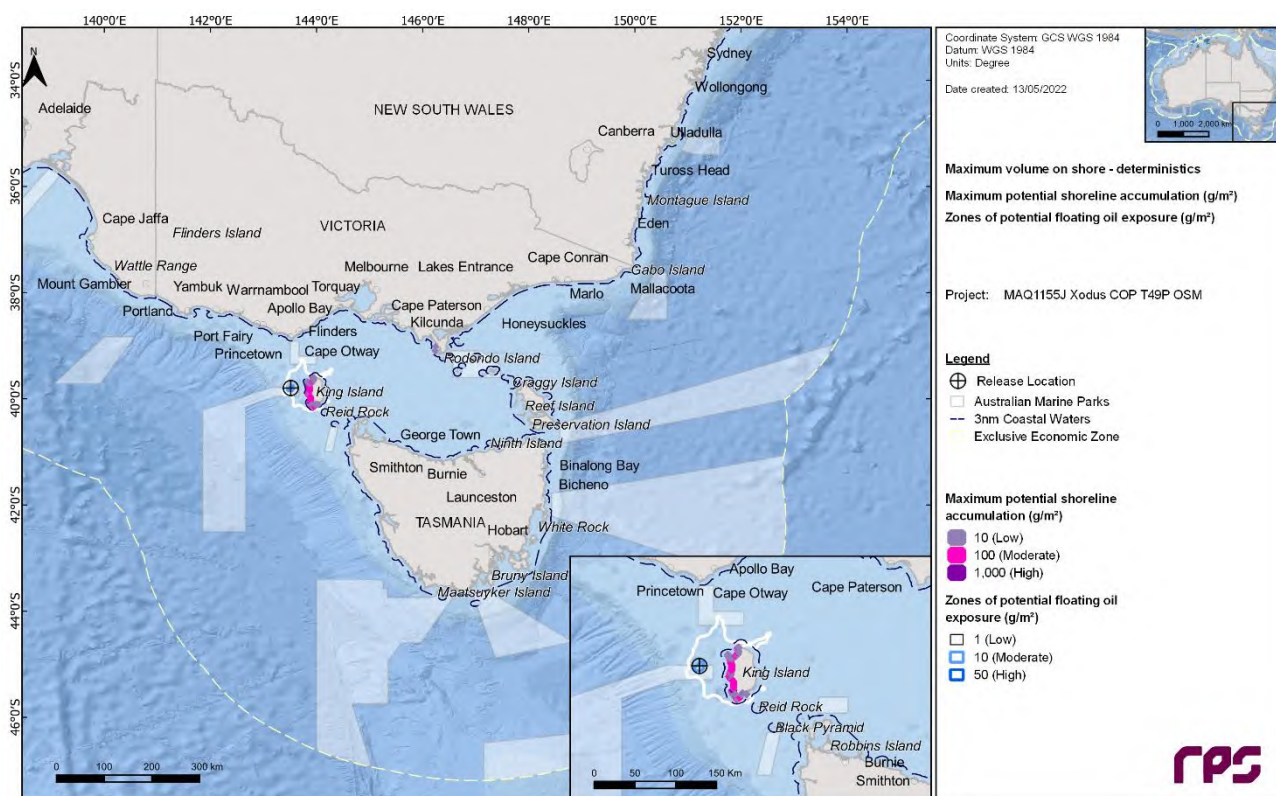 140°0'E
142°0'E
144°0'E
146°0'E
148°0'E
150°0'E
152°0'E
154°0'E
N
34°0'S
36°0'S
38°0'S
40°0'S
42°0'S
44°0'S
46°0'S
Sydney
Wollongong
Adelaide
NEW SOUTH WALES
Canberra
Ulladulla
Tuross Head
Montague Island
Eden
Cape Jaffa
Flinders Island
VICTORIA
Cape Conran
Wattle Range
Melbourne
Lakes Entrance
Gabo Island
Mount Gambier
Yambuk
Warrnambool
Torquay
Marlo
Mallacoota
Portland
Apollo Bay
Cape Paterson
Kilcunda
Port Fairy
Flinders
Honeysuckles
Princetown
Cape Otway
Rodondo Island
Craggy Island
King Island
Reef Island
Reid Rock
Preservation Island
George Town
Ninth Island
Smithton
Burnie
Binalong Bay
Bicheno
Launceston
TASMANIA
Hobart
White Rock
Bruny Island
Maatsuyker Island
0 100 200 300 km
Apollo Bay
Princetown
Cape Otway
Cape Paterson
King Island
Reid Rock
Black Pyramid
Robbins Island
Burnie
Smithton
0 50 100 150 Km
Coordinate System: GCS WGS 1984
Datum: WGS 1984
Units: Degree
Date created: 13/05/2022
0 1,000 2,000 km
Maximum volume on shore - deterministics
Maximum potential shoreline accumulation (g/m²)
Zones of potential floating oil exposure (g/m²)
Project: MAQ1155J Xodus COP T49P OSM
Legend
Release Location
Australian Marine Parks
3nm Coastal Waters
Exclusive Economic Zone
Maximum potential shoreline
accumulation (g/m²)
10 (Low)
100 (Moderate)
1,000 (High)
Zones of potential floating oil
exposure (g/m²)
1 (Low)
10 (Moderate)
50 (High)
rps